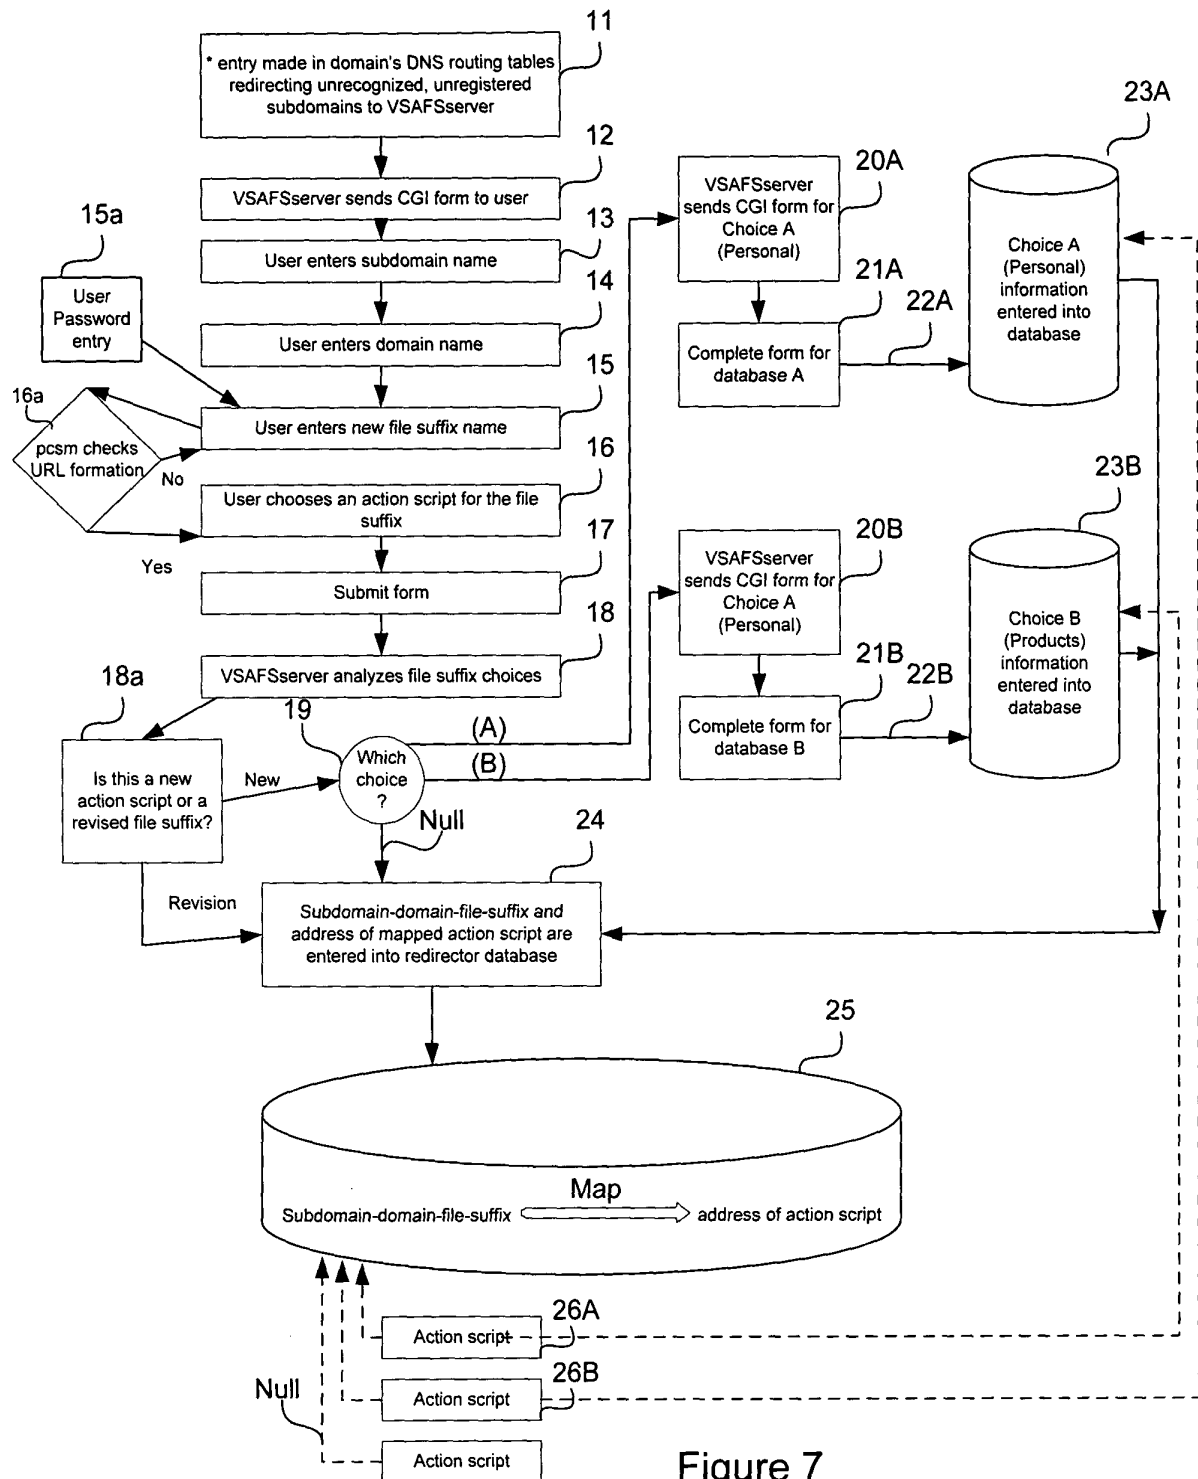 11
* entry made in domain's DNS routing tables
redirecting unrecognized, unregistered
subdomains to VSAFSserver
12
VSAFSserver sends CGI form to user
13
User enters subdomain name
14
User enters domain name
15a
User
Password
entry
15
User enters new file suffix name
16a
pcsm checks
URL formation
No
Yes
16
User chooses an action script for the file
suffix
17
Submit form
18
VSAFSserver analyzes file suffix choices
18a
Is this a new
action script or a
revised file suffix?
New
Revision
19
Which
choice
?
(A)
(B)
Null
20A
VSAFSserver
sends CGI form for
Choice A
(Personal)
21A
Complete form for
database A
22A
23A
Choice A
(Personal)
information
entered into
database
20B
VSAFSserver
sends CGI form for
Choice A
(Personal)
21B
Complete form for
database B
22B
23B
Choice B
(Products)
information
entered into
database
24
Subdomain-domain-file-suffix and
address of mapped action script are
entered into redirector database
25
Map
Subdomain-domain-file-suffix
address of action script
26A
Action script
26B
Action script
Null
Action script
Figure 7